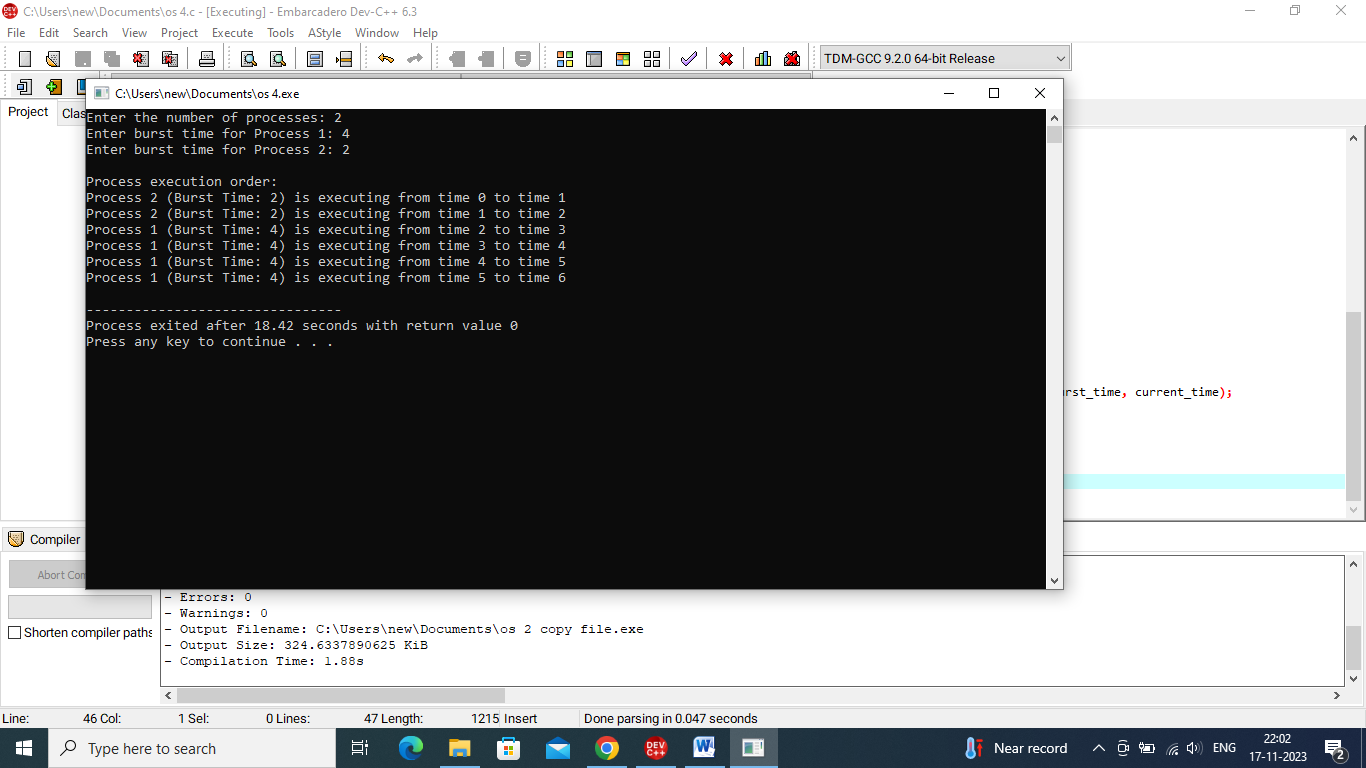 C:\Users\new\Documents\os 4.c - [Executing] - Embarcadero Dev-C++ 6.3
File Edit Search View Project Execute Tools AStyle Window Help
TDM-GCC 9.2.0 64-bit Release
Project Clas
C:\Users\new\Documents\os 4.exe
Enter the number of processes: 2
Enter burst time for Process 1: 4
Enter burst time for Process 2: 2
Process execution order:
Process 2 (Burst Time: 2) is executing from time 0 to time 1
Process 2 (Burst Time: 2) is executing from time 1 to time 2
Process 1 (Burst Time: 4) is executing from time 2 to time 3
Process 1 (Burst Time: 4) is executing from time 3 to time 4
Process 1 (Burst Time: 4) is executing from time 4 to time 5
Process 1 (Burst Time: 4) is executing from time 5 to time 6
--------------------------------
Process exited after 18.42 seconds with return value 0
Press any key to continue . . .
rst_time, current_time);
Compiler
Abort Com
Shorten compiler paths
- Errors: 0
- Warnings: 0
- Output Filename: C:\Users\new\Documents\os 2 copy file.exe
- Output Size: 324.6337890625 KiB
- Compilation Time: 1.88s
Line: 46 Col: 1 Sel: 0 Lines: 47 Length: 1215 Insert Done parsing in 0.047 seconds
Type here to search
DEV C++
Near record
ENG
22:02
17-11-2023
2